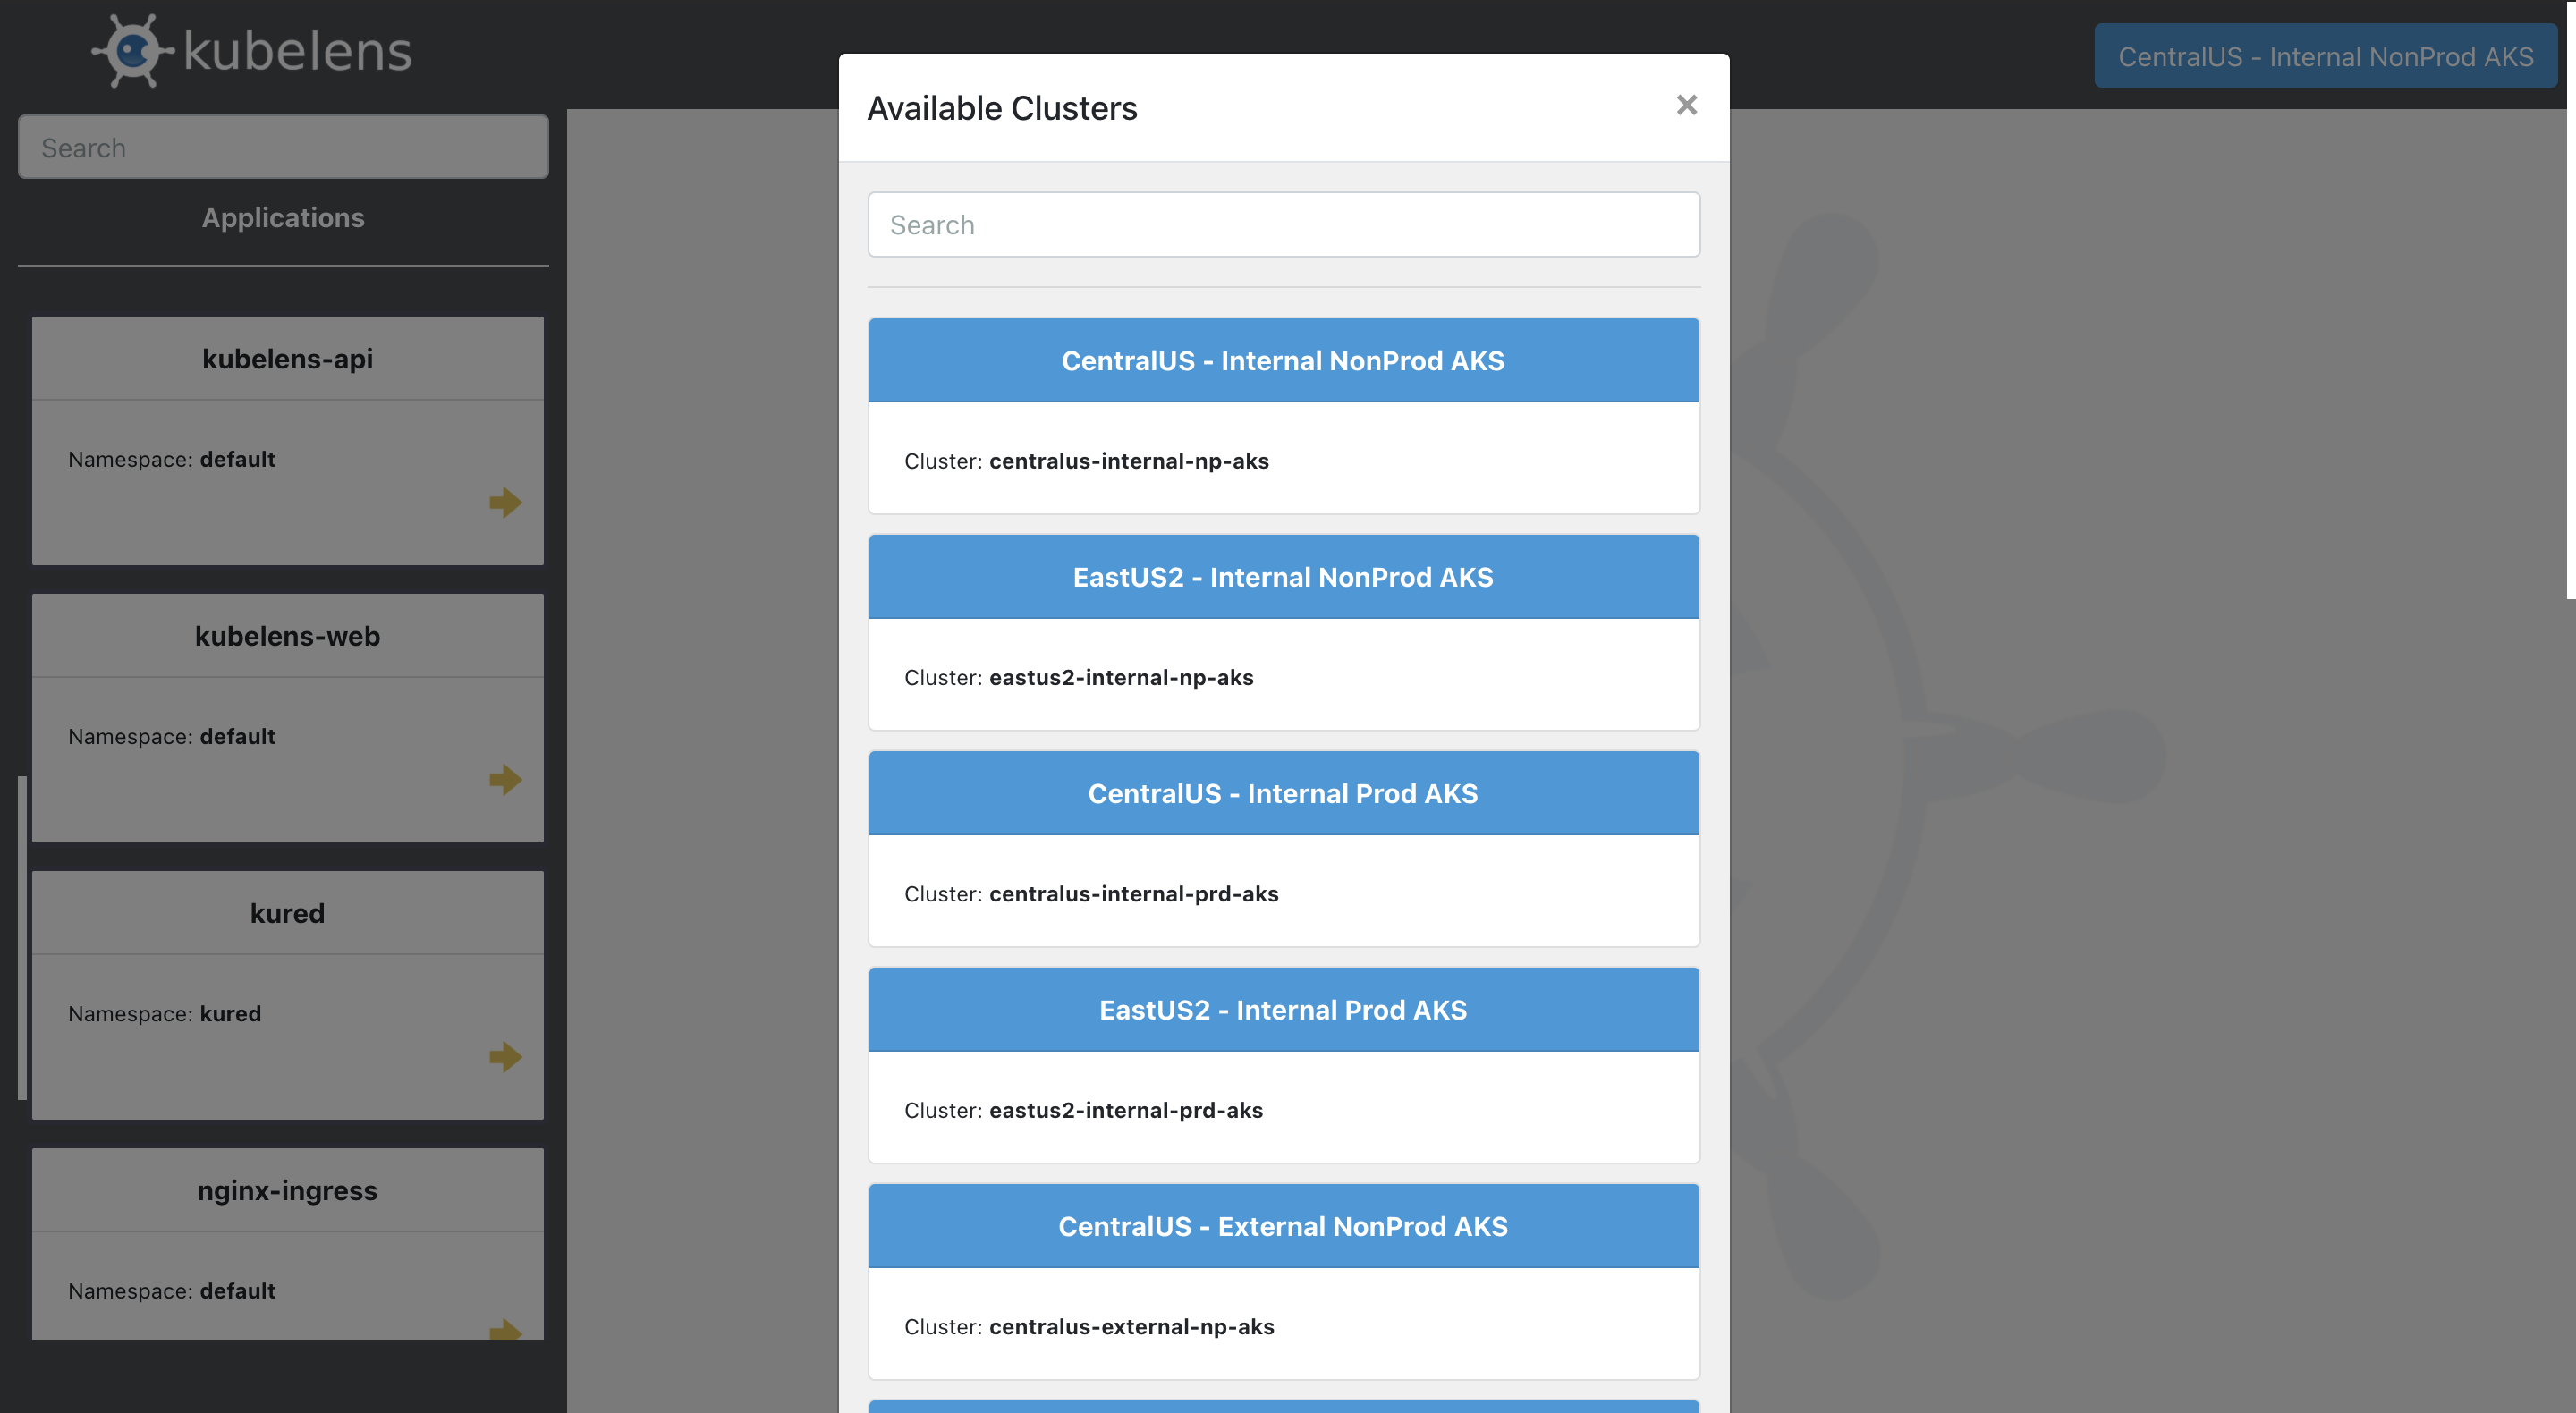 kubelens
CentralUS - Internal NonProd AKS
Search
Applications
kubelens-api
Namespace: default
kubelens-web
Namespace: default
kured
Namespace: kured
nginx-ingress
Namespace: default
Available Clusters
×
Search
CentralUS - Internal NonProd AKS
Cluster: centralus-internal-np-aks
EastUS2 - Internal NonProd AKS
Cluster: eastus2-internal-np-aks
CentralUS - Internal Prod AKS
Cluster: centralus-internal-prd-aks
EastUS2 - Internal Prod AKS
Cluster: eastus2-internal-prd-aks
CentralUS - External NonProd AKS
Cluster: centralus-external-np-aks